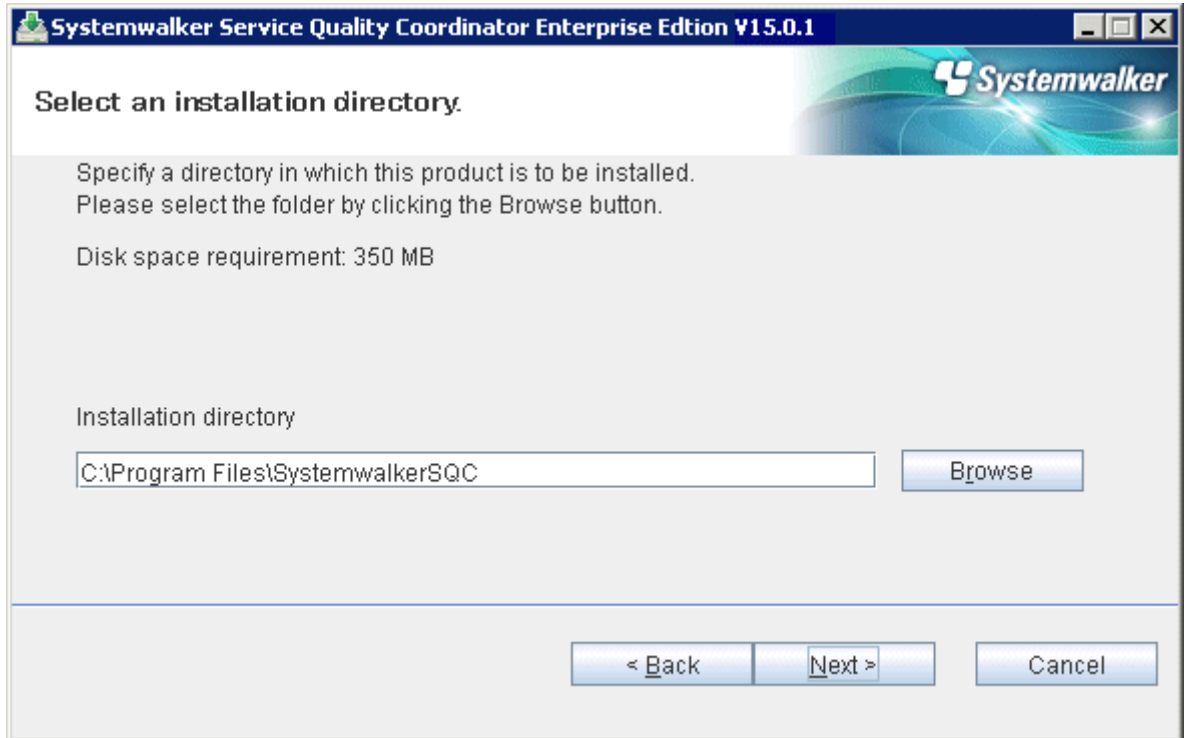 Systemwalker Service Quality Coordinator Enterprise Edtion V15.0.1
Systemwalker
Select an installation directory.
Specify a directory in which this product is to be installed.
Please select the folder by clicking the Browse button.
Disk space requirement: 350 MB
Installation directory
C:\Program Files\SystemwalkerSQC
Browse
< Back
Next >
Cancel